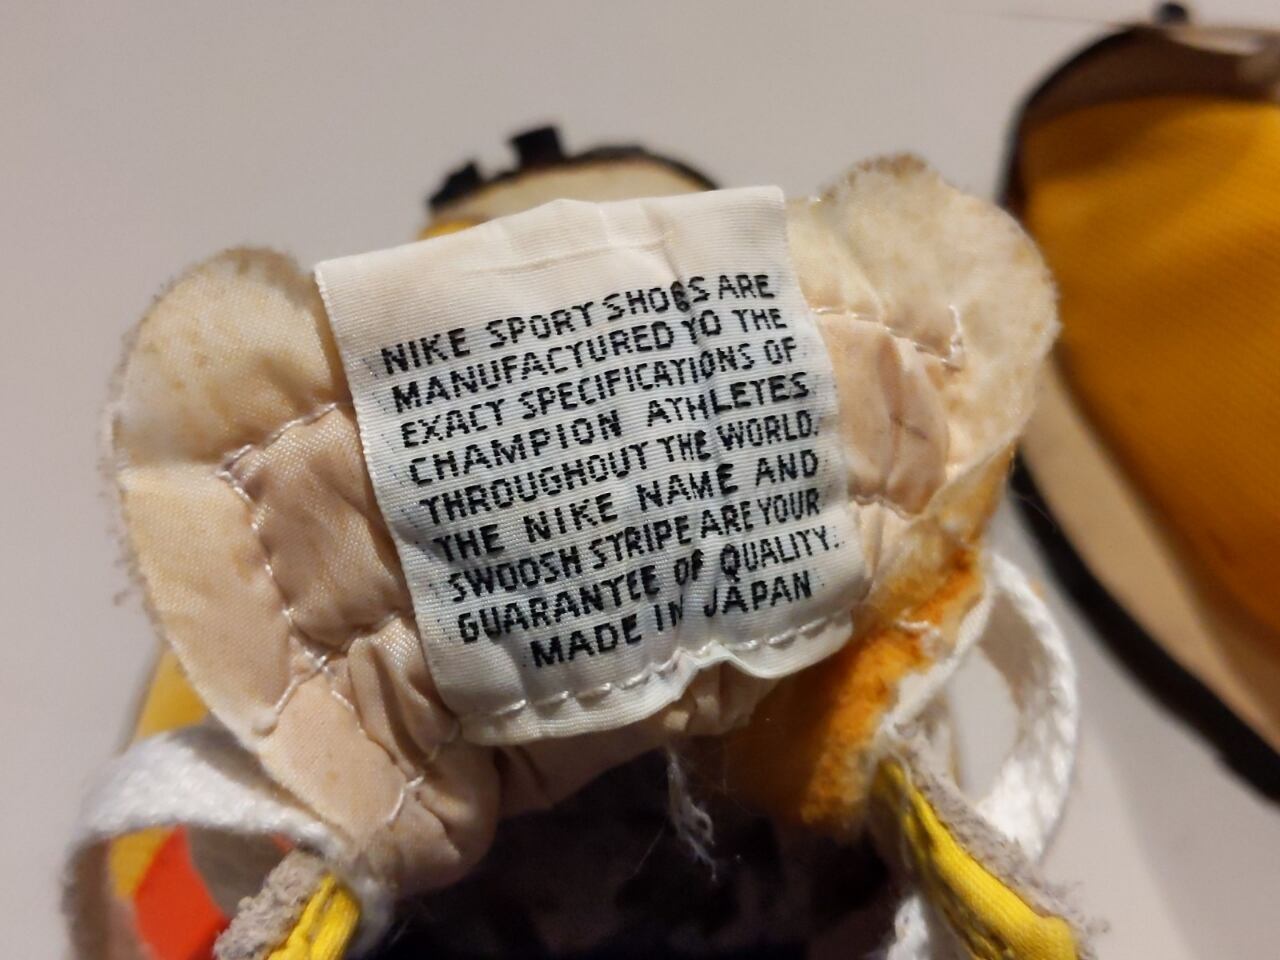 NIKE SPORT SHOES ARE
MANUFACTURED TO THE
EXACT SPECIFICATIONS OF
CHAMPION ATHLETES
THROUGHOUT THE WORLD.
THE NIKE NAME AND
SWOOSH STRIPE ARE YOUR
GUARANTEE OF QUALITY.
MADE IN JAPAN